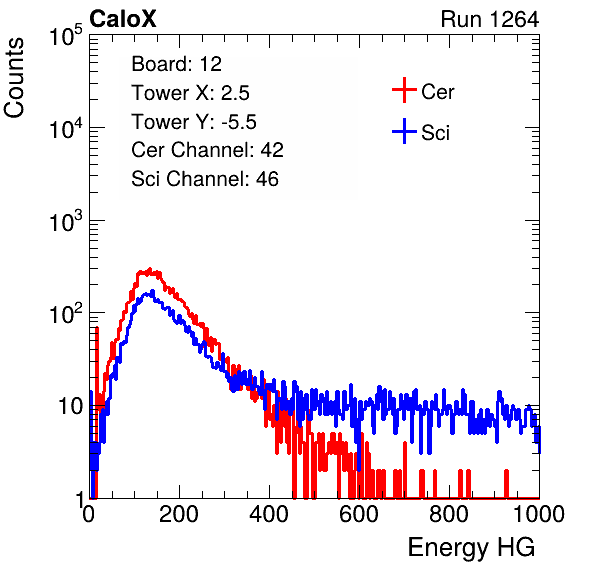 CaloX Run 1264
Counts
Board: 12
Tower X: 2.5
Tower Y: -5.5
Cer Channel: 42
Sci Channel: 46
Cer
Sci
10^5
10^4
10^3
10^2
10
1
0 200 400 600 800 1000
Energy HG